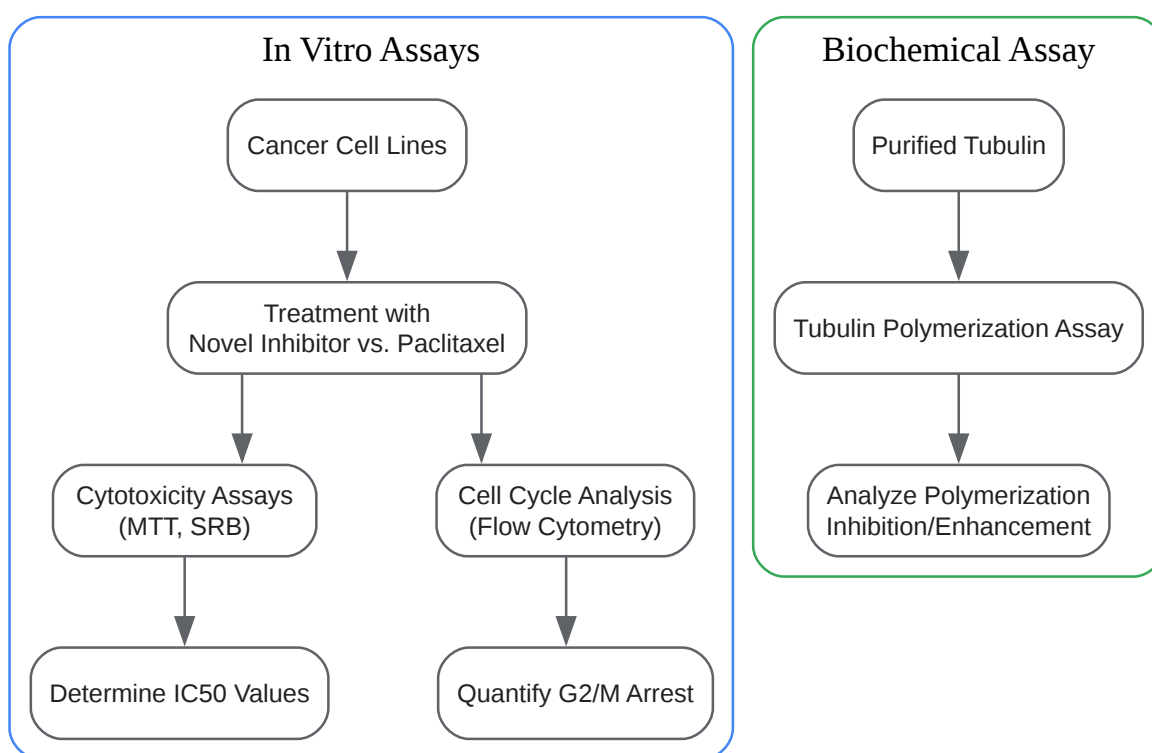 In Vitro Assays
Cancer Cell Lines
Treatment with
Novel Inhibitor vs. Paclitaxel
Cytotoxicity Assays
(MTT, SRB)
Cell Cycle Analysis
(Flow Cytometry)
Determine IC50 Values
Quantify G2/M Arrest
Biochemical Assay
Purified Tubulin
Tubulin Polymerization Assay
Analyze Polymerization
Inhibition/Enhancement